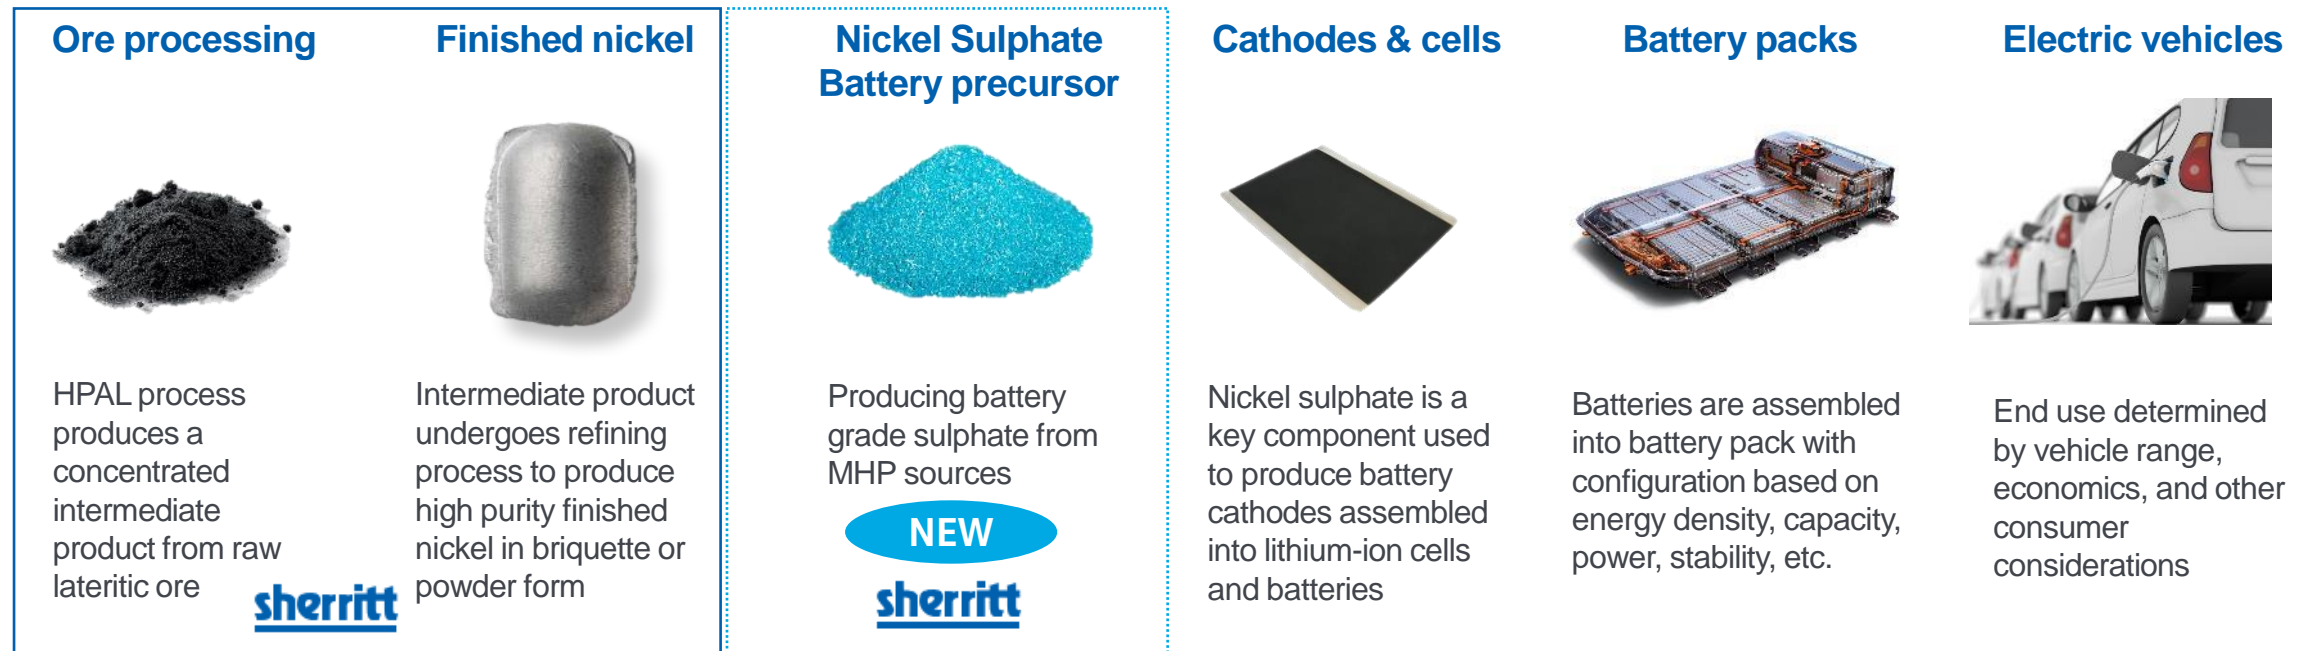 Ore processing
HPAL process
produces a
concentrated
intermediate
product from raw
lateritic ore
Finished nickel
Intermediate product
undergoes refining
process to produce
high purity finished
nickel in briquette or
powder form
sherritt
Nickel Sulphate
Battery precursor
Producing battery
grade sulphate from
MHP sources
NEW
sherritt
Cathodes & cells
Nickel sulphate is a
key component used
to produce battery
cathodes assembled
into lithium-ion cells
and batteries
Battery packs
Batteries are assembled
into battery pack with
configuration based on
energy density, capacity,
power, stability, etc.
Electric vehicles
End use determined
by vehicle range,
economics, and other
consumer
considerations